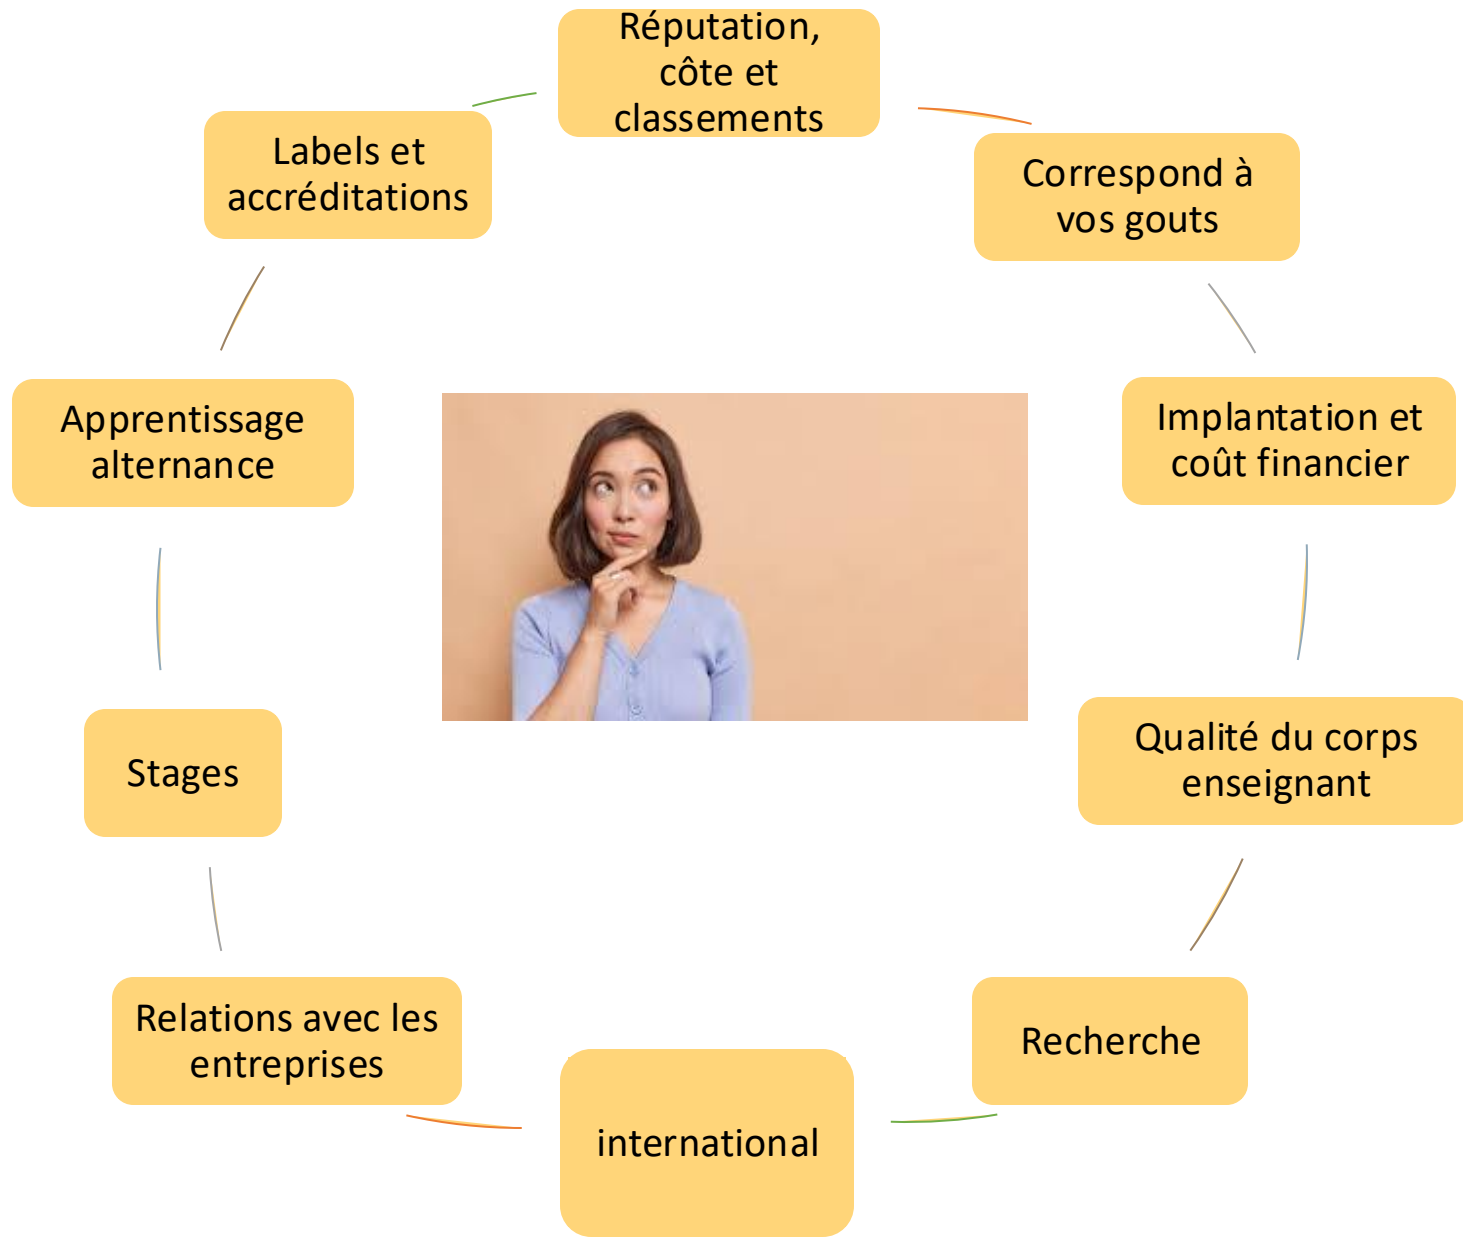 Réputation,
côte et
classements
Correspond à
vos gouts
Implantation et
coût financier
Qualité du corps
enseignant
Recherche
international
Relations avec les
entreprises
Stages
Apprentissage
alternance
Labels et
accréditations